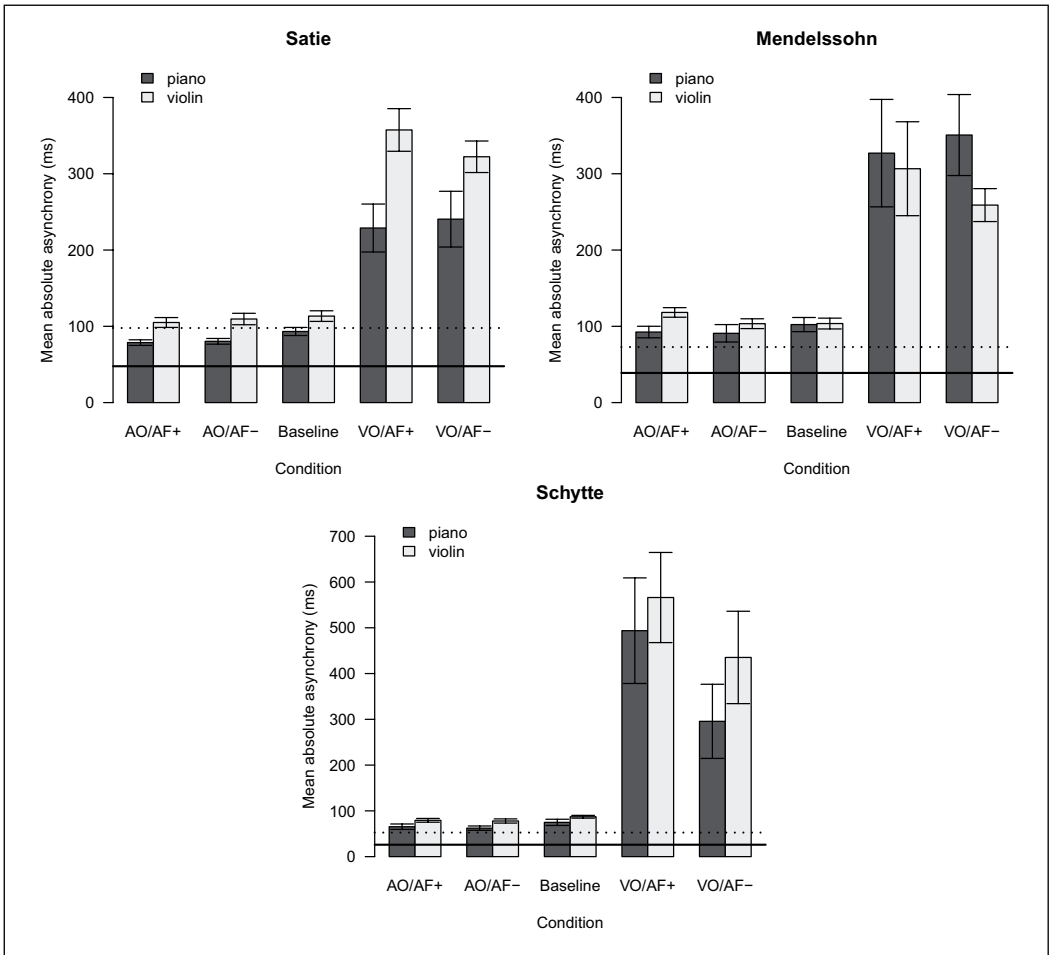 Satie
piano
violin
400
300
200
100
0
Mean absolute asynchrony (ms)
AO/AF+ AO/AF− Baseline VO/AF+ VO/AF−
Condition
Mendelssohn
piano
violin
400
300
200
100
0
Mean absolute asynchrony (ms)
AO/AF+ AO/AF− Baseline VO/AF+ VO/AF−
Condition
Schytte
piano
violin
700
600
500
400
300
200
100
0
Mean absolute asynchrony (ms)
AO/AF+ AO/AF− Baseline VO/AF+ VO/AF−
Condition